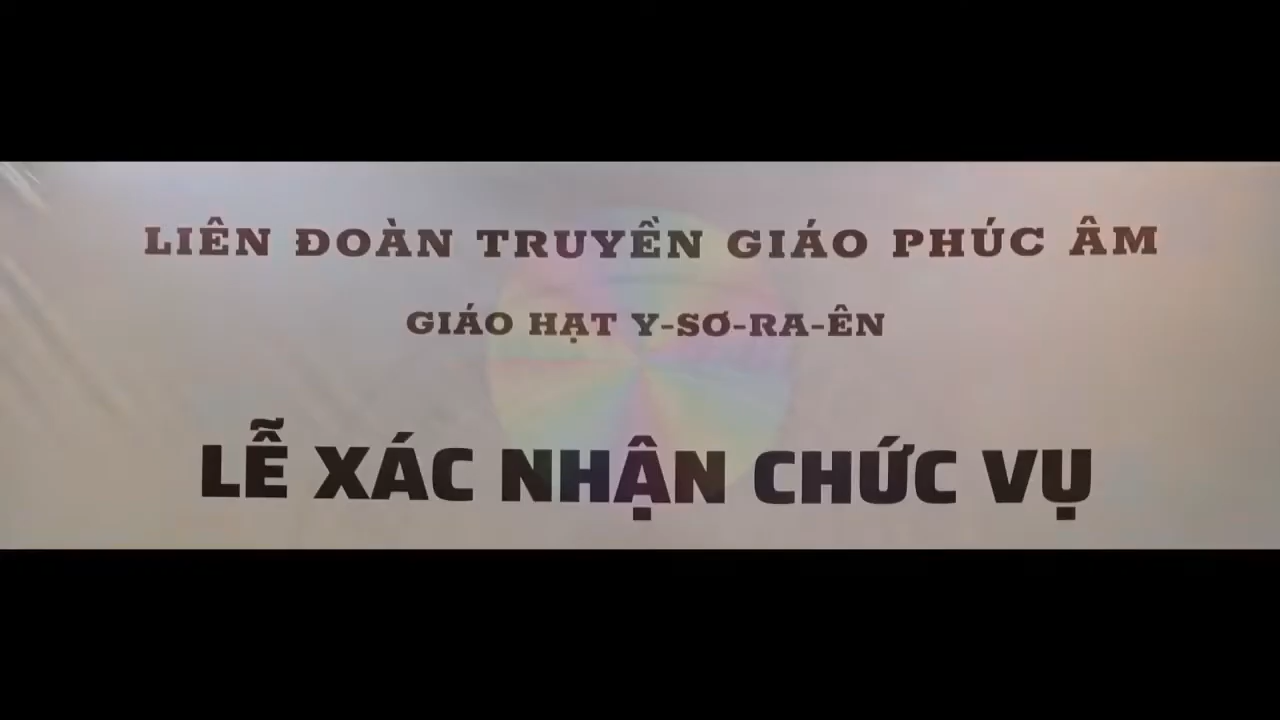 LIÊN ĐOÀN TRUYỀN GIÁO PHÚC ÂM
GIÁO HẠT Y-SƠ-RA-ÊN
LỄ XÁC NHẬN CHỨC VỤ